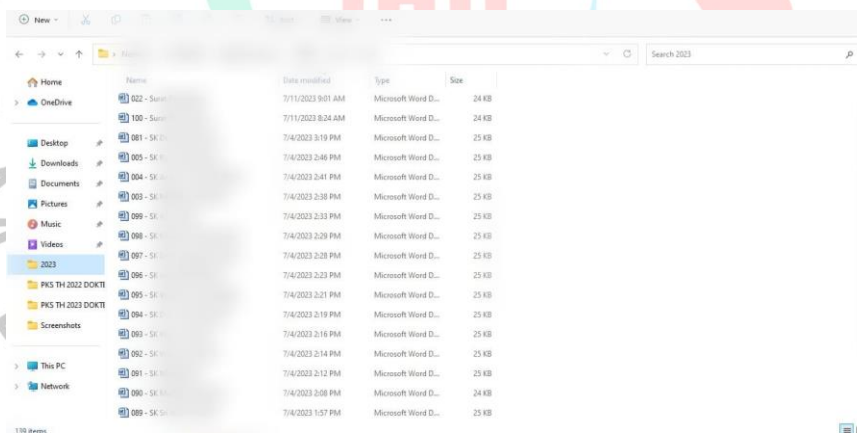 New
View
Search 2023
Name Date modified Type Size
Home
OneDrive
Desktop
Downloads
Documents
Pictures
Music
Videos
2023
PKS TH 2022 DOKTE
PKS TH 2023 DOKTE
Screenshots
This PC
Network
022 - Surat 7/11/2023 9:01 AM Microsoft Word D... 24 KB
100 - Surat 7/11/2023 8:24 AM Microsoft Word D... 24 KB
081 - SK 7/4/2023 3:19 PM Microsoft Word D... 25 KB
005 - SK 7/4/2023 2:46 PM Microsoft Word D... 25 KB
004 - SK 7/4/2023 2:41 PM Microsoft Word D... 25 KB
003 - SK 7/4/2023 2:38 PM Microsoft Word D... 25 KB
099 - SK 7/4/2023 2:33 PM Microsoft Word D... 25 KB
098 - SK 7/4/2023 2:29 PM Microsoft Word D... 25 KB
097 - SK 7/4/2023 2:28 PM Microsoft Word D... 25 KB
096 - SK 7/4/2023 2:23 PM Microsoft Word D... 25 KB
095 - SK 7/4/2023 2:21 PM Microsoft Word D... 25 KB
094 - SK 7/4/2023 2:19 PM Microsoft Word D... 25 KB
093 - SK 7/4/2023 2:16 PM Microsoft Word D... 25 KB
092 - SK 7/4/2023 2:14 PM Microsoft Word D... 25 KB
091 - SK 7/4/2023 2:12 PM Microsoft Word D... 25 KB
090 - SK 7/4/2023 2:08 PM Microsoft Word D... 24 KB
089 - SK 7/4/2023 1:57 PM Microsoft Word D... 25 KB
139 items